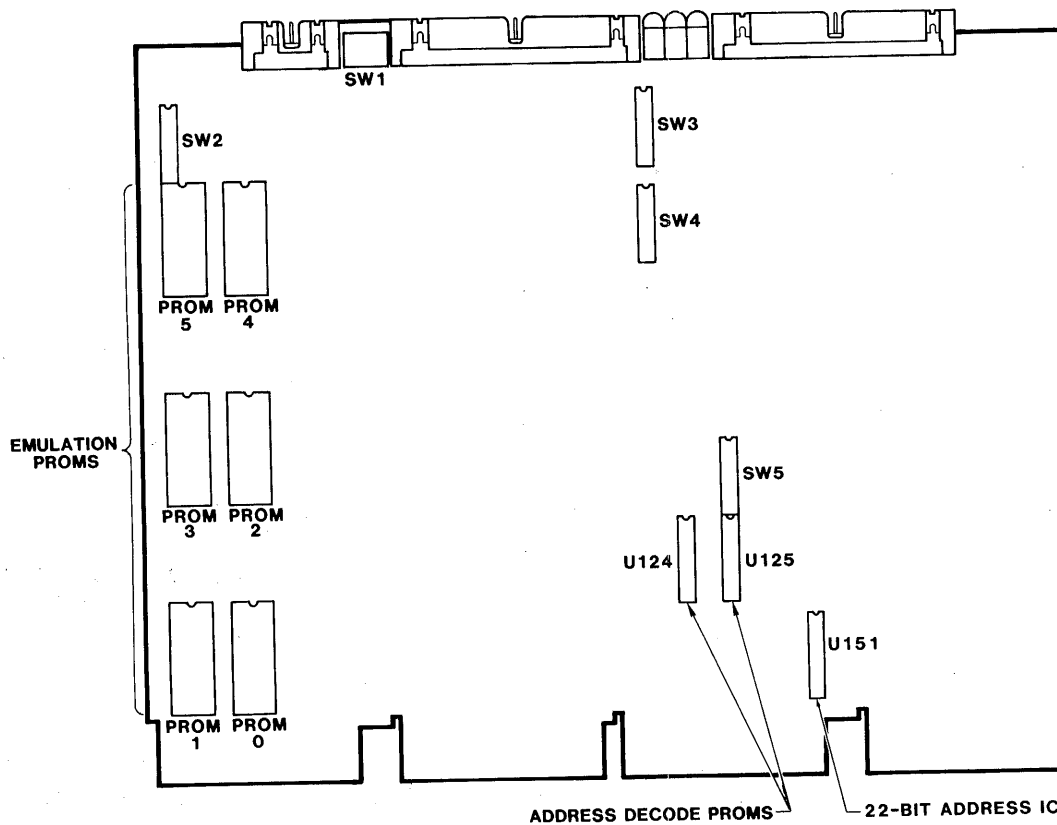 SW1
SW2
SW3
SW4
PROM
5
PROM
4
EMULATION
PROMS
PROM
3
PROM
2
SW5
U124
U125
U151
PROM
1
PROM
0
ADDRESS DECODE PROMS
22-BIT ADDRESS IC